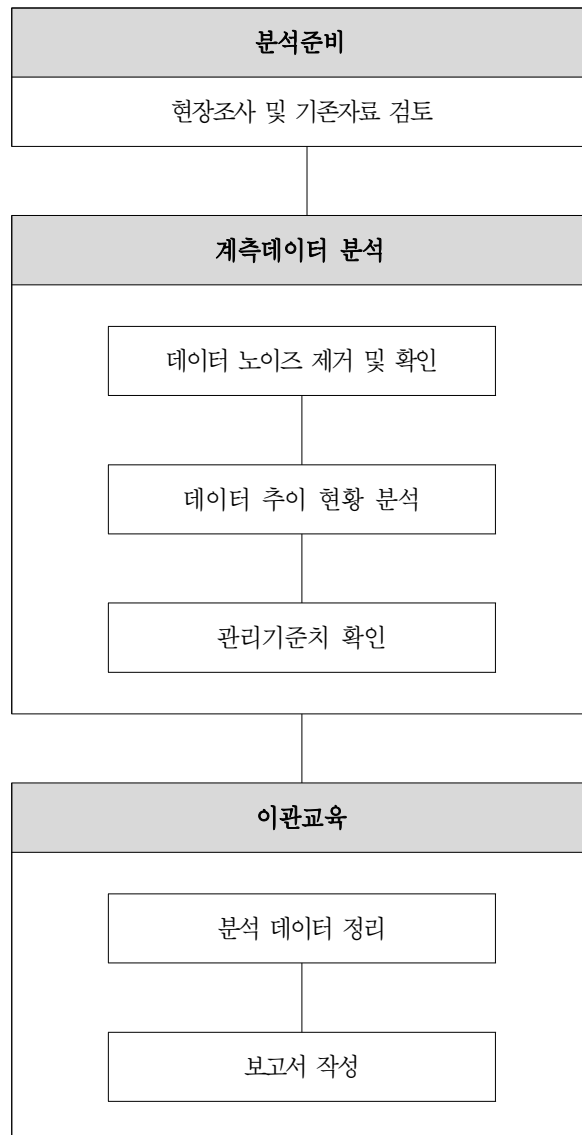 분석준비
현장조사 및 기존자료 검토
계측데이터 분석
데이터 노이즈 제거 및 확인
데이터 추이 현황 분석
관리기준치 확인
이관교육
분석 데이터 정리
보고서 작성